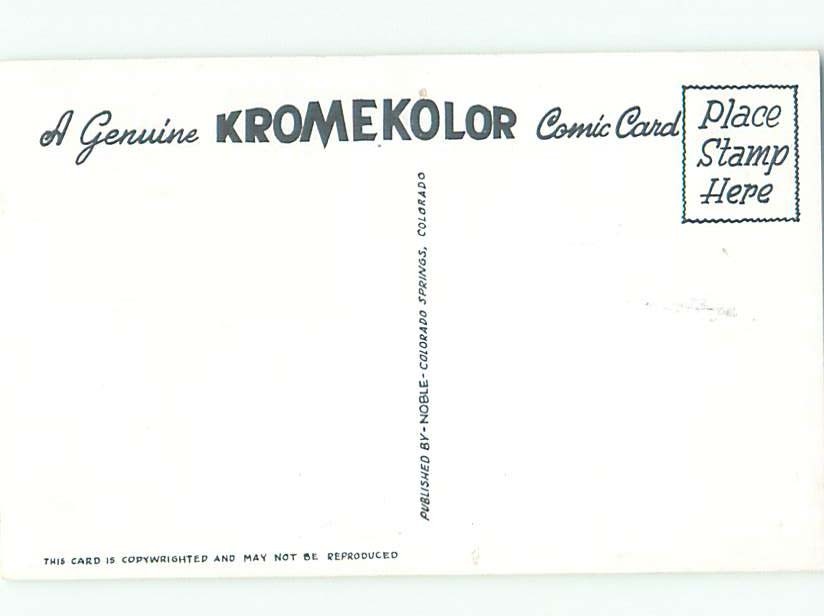 A Genuine KROMEKOLOR Comic Card
Place
Stamp
Here
PUBLISHED BY-NOBLE-COLORADO SPRINGS, COLORADO
THIS CARD IS COPYWRIGHTED AND MAY NOT BE REPRODUCED